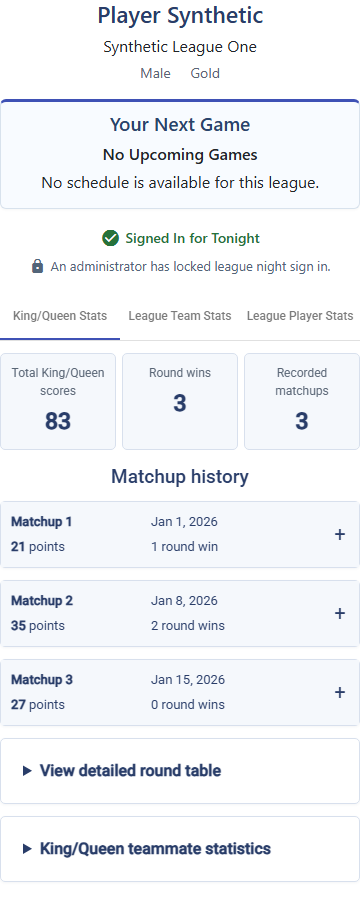 Player Synthetic
Synthetic League One
Male Gold
Your Next Game
No Upcoming Games
No schedule is available for this league.
Signed In for Tonight
An administrator has locked league night sign in.
King/Queen Stats League Team Stats League Player Stats
Total King/Queen scores
83
Round wins
3
Recorded matchups
3
Matchup history
Matchup 1 Jan 1, 2026
21 points 1 round win
+
Matchup 2 Jan 8, 2026
35 points 2 round wins
+
Matchup 3 Jan 15, 2026
27 points 0 round wins
+
View detailed round table
King/Queen teammate statistics